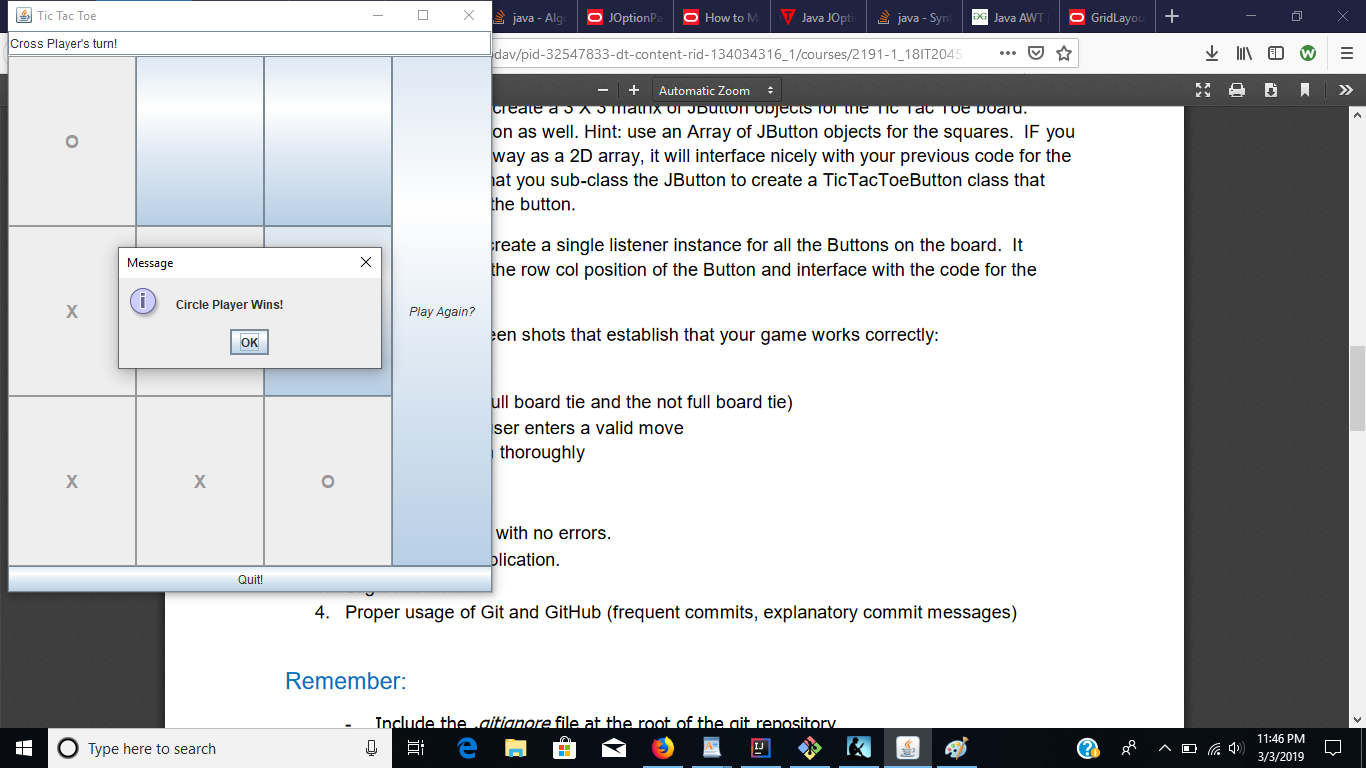 Tic Tac Toe
java - Alg
JOptionPa
How to M
Java JOpti
java - Syn
Java AWT
GridLayou
Cross Player's turn!
dav/pid-32547833-dt-content-rid-134034316_1/courses/2191-1_18IT2045
Automatic Zoom
create a 3 X 3 matrix of JButton objects for the Tic Tac Toe board.
on as well. Hint: use an Array of JButton objects for the squares. IF you
way as a 2D array, it will interface nicely with your previous code for the
at you sub-class the JButton to create a TicTacToeButton class that
the button.
create a single listener instance for all the Buttons on the board. It
the row col position of the Button and interface with the code for the
een shots that establish that your game works correctly:
ull board tie and the not full board tie)
ser enters a valid move
thoroughly
with no errors.
plication.
4. Proper usage of Git and GitHub (frequent commits, explanatory commit messages)
Remember:
- Include the .gitignore file at the root of the git repository
O
X
X X O
Play Again?
Quit!
Message
Circle Player Wins!
OK
Type here to search
11:46 PM
3/3/2019